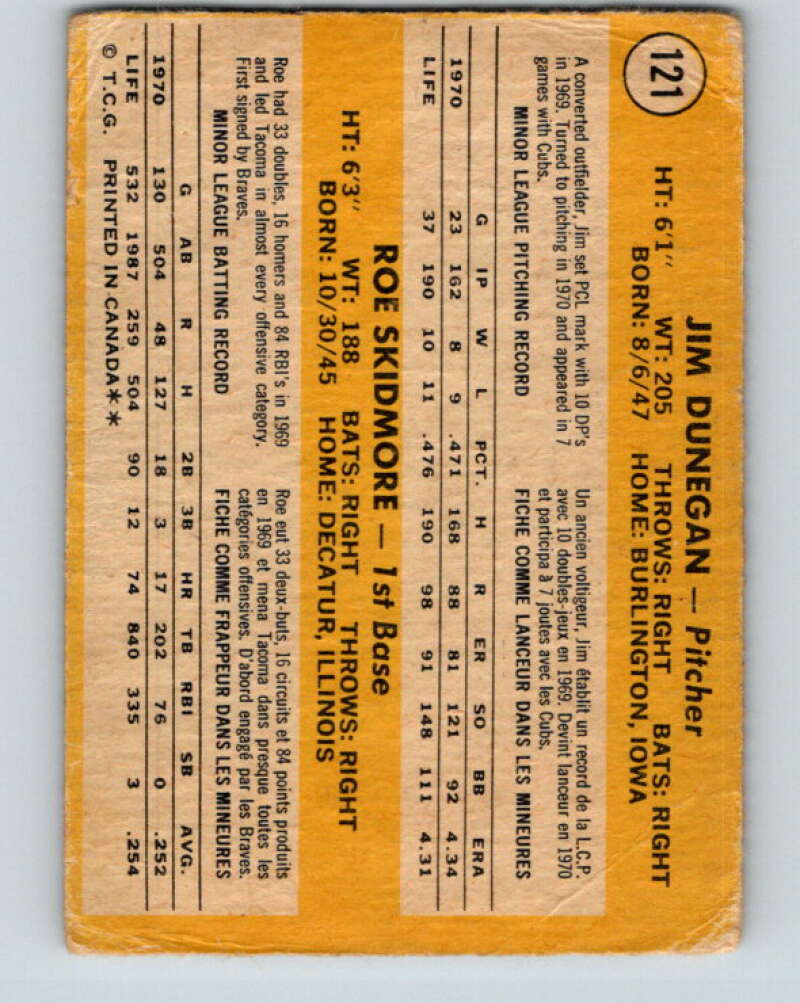 121
JIM DUNEGAN — Pitcher
HT: 6'1" WT: 205 THROWS: RIGHT BATS: RIGHT
BORN: 8/6/47 HOME: BURLINGTON, IOWA
A converted outfielder, Jim set PCL mark with 10 DP's
in 1969. Turned to pitching in 1970 and appeared in 7
games with Cubs.
Un ancien voltigeur, Jim établit un record de la L.C.P.
avec 10 doubles-jeux en 1969. Devint lanceur en 1970
et participa à 7 joutes avec les Cubs.
MINOR LEAGUE PITCHING RECORD FICHE COMME LANCEUR DANS LES MINEURES
G IP W L PCT. H R ER SO BB ERA
1970 23 162 8 9 .471 168 88 81 121 92 4.34
LIFE 37 190 10 11 .476 190 98 91 148 111 4.31
ROE SKIDMORE — 1st Base
HT: 6'3" WT: 188 BATS: RIGHT THROWS: RIGHT
BORN: 10/30/45 HOME: DECATUR, ILLINOIS
Roe had 33 doubles, 16 homers and 84 RBI's in 1969
and led Tacoma in almost every offensive category.
First signed by Braves.
Roe eut 33 deux-buts, 16 circuits et 84 points produits
en 1969 et mena Tacoma dans presque toutes les
catégories offensives. D'abord engagé par les Braves.
MINOR LEAGUE BATTING RECORD FICHE COMME FRAPPEUR DANS LES MINEURES
G AB R H 2B 3B HR TB RBI SB AVG.
1970 130 504 48 127 18 3 17 202 76 0 .252
LIFE 532 1987 259 504 90 12 74 840 335 3 .254
© T.C.G. PRINTED IN CANADA**